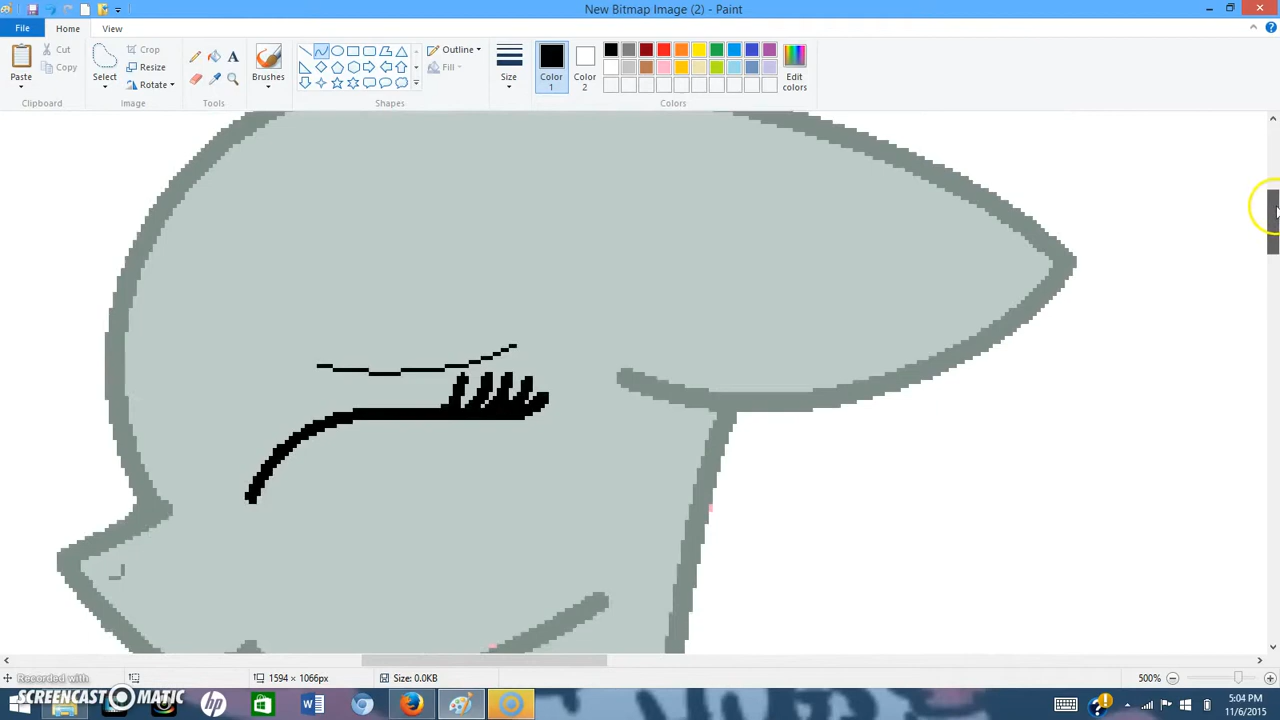 New Bitmap Image (2) - Paint
File Home View
Paste
Cut
Copy
Clipboard
Select
Crop
Resize
Rotate
Image
A
Tools
Brushes
Outline
Fill
Shapes
Size
Color 1
Color 2
Edit colors
Colors
1594 × 1066px
Size: 0.0KB
500%
Recorded with
SCREENCAST MATIC
hp
5:04 PM
11/6/2015